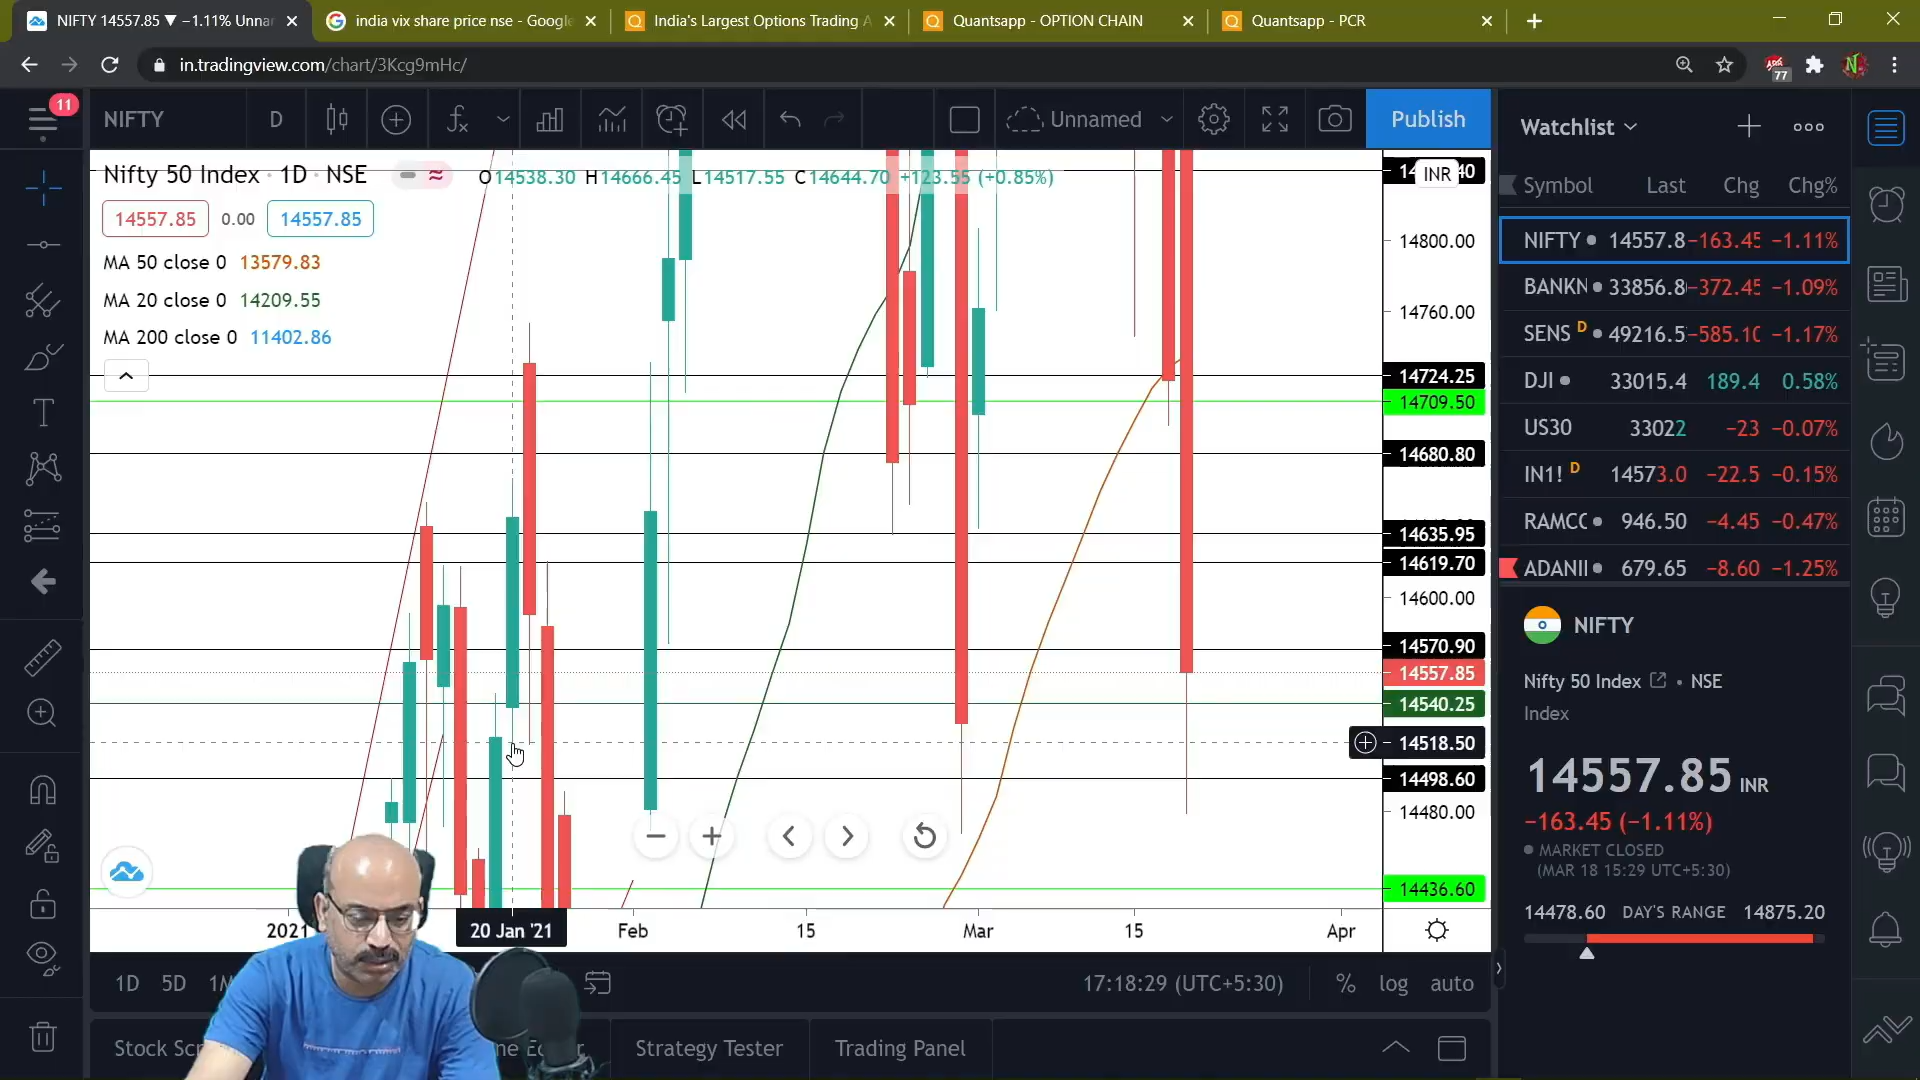 NIFTY 14557.85 ▼ −1.11% Unnar
india vix share price nse - Google
India's Largest Options Trading A
Quantsapp - OPTION CHAIN
Quantsapp - PCR
in.tradingview.com/chart/3Kcg9mHc/
77
11
NIFTY
D
Unnamed
Publish
Watchlist
Nifty 50 Index · 1D · NSE
O14538.30 H14666.45 L14517.55 C14644.70 +123.55 (+0.85%)
INR
Symbol Last Chg Chg%
14557.85 0.00 14557.85
MA 50 close 0 13579.83
MA 20 close 0 14209.55
MA 200 close 0 11402.86
14800.00
14760.00
14724.25
14709.50
14680.80
14635.95
14619.70
14600.00
14570.90
14557.85
14540.25
14518.50
14498.60
14480.00
14436.60
NIFTY 14557.8 −163.45 −1.11%
BANKN 33856.8 −372.45 −1.09%
SENS D 49216.5 −585.10 −1.17%
DJI 33015.4 189.4 0.58%
US30 33022 −23 −0.07%
IN1! D 14573.0 −22.5 −0.15%
RAMCO 946.50 −4.45 −0.47%
ADANII 679.65 −8.60 −1.25%
NIFTY
Nifty 50 Index · NSE
Index
14557.85 INR
−163.45 (−1.11%)
MARKET CLOSED
(MAR 18 15:29 UTC+5:30)
14478.60 DAY'S RANGE 14875.20
2021
20 Jan '21
Feb
15
Mar
15
Apr
1D 5D
17:18:29 (UTC+5:30) % log auto
Strategy Tester
Trading Panel